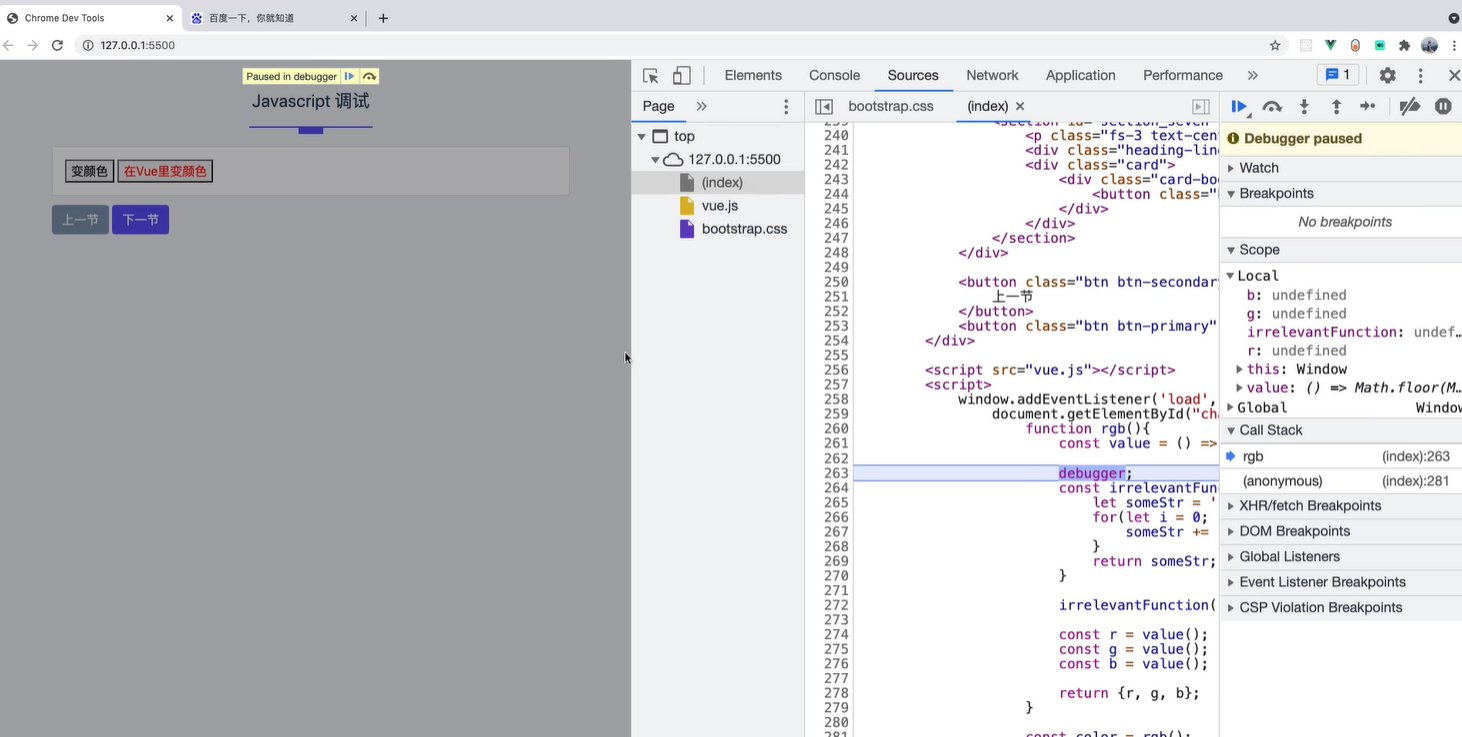 Chrome Dev Tools
百度一下，你就知道
127.0.0.1:5500
Paused in debugger
Javascript 调试
变颜色 在Vue里变颜色
上一节 下一节
Elements Console Sources Network Application Performance » 1
Page »
top
127.0.0.1:5500
(index)
vue.js
bootstrap.css
bootstrap.css (index)
240 <p class="fs-3 text-cen
241 <div class="heading-lin
242 <div class="card">
243 <div class="card-bo
244 <button class="
245 </div>
246 </div>
247 </section>
248 </div>
249
250 <button class="btn btn-secondar
251 上一节
252 </button>
253 <button class="btn btn-primary"
254 </div>
255
256 <script src="vue.js"></script>
257 <script>
258 window.addEventListener('load',
259 document.getElementById("cha
260 function rgb(){
261 const value = () =>
262
263 debugger;
264 const irrelevantFun
265 let someStr = '
266 for(let i = 0;
267 someStr +=
268 }
269 return someStr;
270 }
271
272 irrelevantFunction(
273
274 const r = value();
275 const g = value();
276 const b = value();
277
278 return {r, g, b};
279 }
280
281 const color = rgb();
Debugger paused
Watch
Breakpoints
No breakpoints
Scope
Local
b: undefined
g: undefined
irrelevantFunction: undef…
r: undefined
this: Window
value: () => Math.floor(M…
Global Window
Call Stack
rgb (index):263
(anonymous) (index):281
XHR/fetch Breakpoints
DOM Breakpoints
Global Listeners
Event Listener Breakpoints
CSP Violation Breakpoints